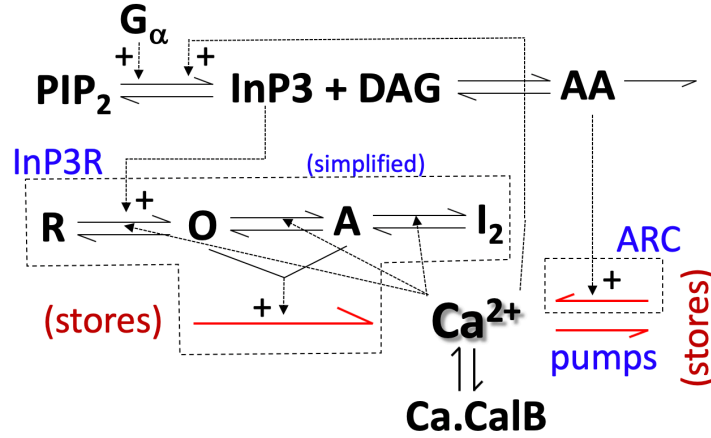 Gα
+ +
PIP2 InP3 + DAG AA
InP3R (simplified)
+
R O A I2
ARC
+ +
(stores) Ca2+ (stores)
pumps
Ca.CalB